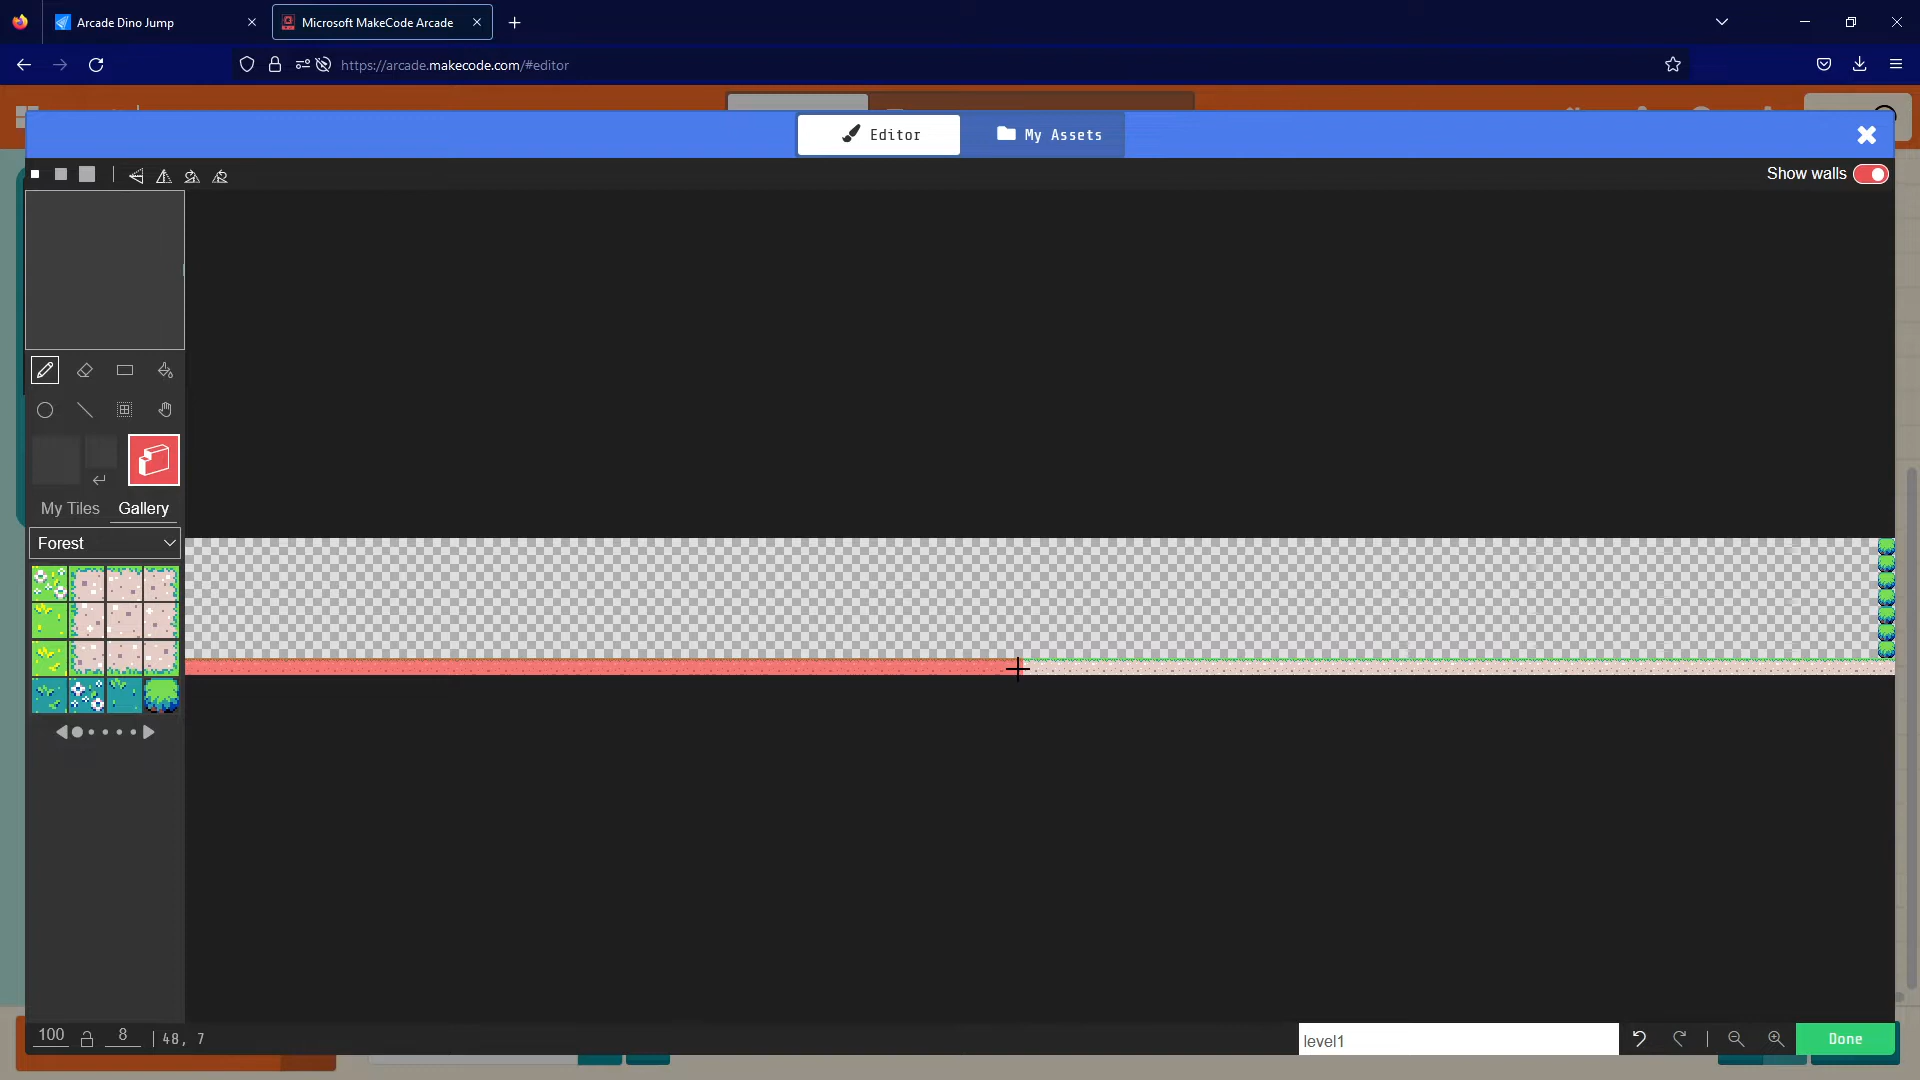 Arcade Dino Jump
Microsoft MakeCode Arcade
https://arcade.makecode.com/#editor
Editor
My Assets
Show walls
My Tiles
Gallery
Forest
100
8
48, 7
level1
Done